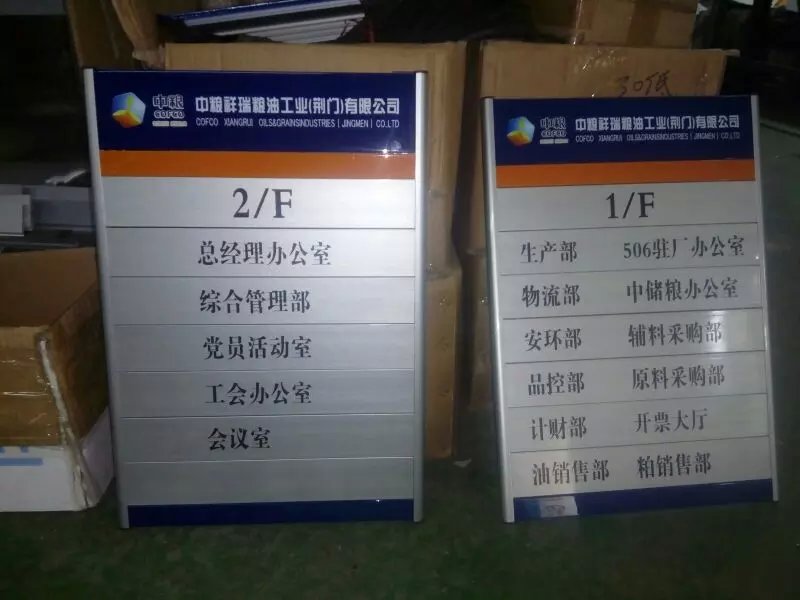 中粮
COFCO
中粮祥瑞粮油工业(荆门)有限公司
COFCO XIANGRUI OILS&GRAINSINDUSTRIES(JINGMEN) CO.,LTD
2/F
总经理办公室
综合管理部
党员活动室
工会办公室
会议室
30低
中粮
COFCO
中粮祥瑞粮油工业(荆门)有限公司
COFCO XIANGRUI OILS&GRAINSINDUSTRIES(JINGMEN) CO.,LTD
1/F
生产部 506驻厂办公室
物流部 中储粮办公室
安环部 辅料采购部
品控部 原料采购部
计财部 开票大厅
油销售部 粕销售部